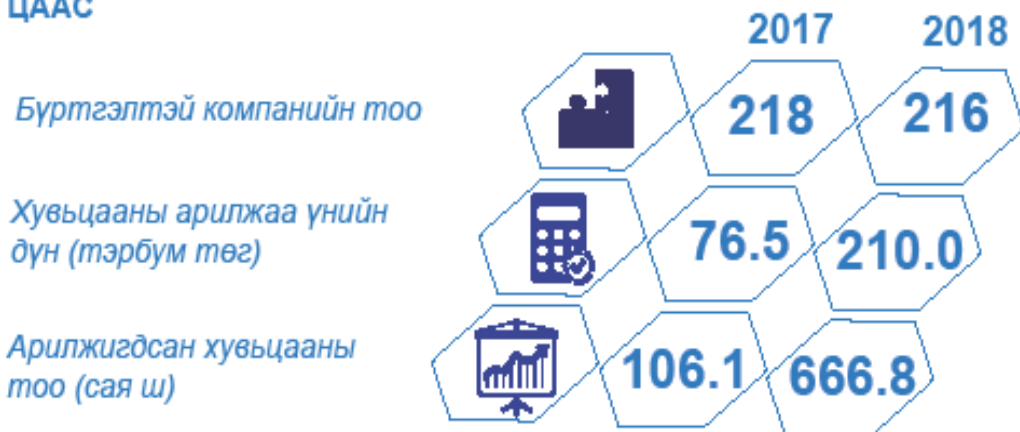 ЦААС
2017 2018
Бүртгэлтэй компанийн тоо 218 216
Хувьцааны арилжаа үнийн
дүн (тэрбум төг) 76.5 210.0
Арилжигдсан хувьцааны
тоо (сая ш) 106.1 666.8